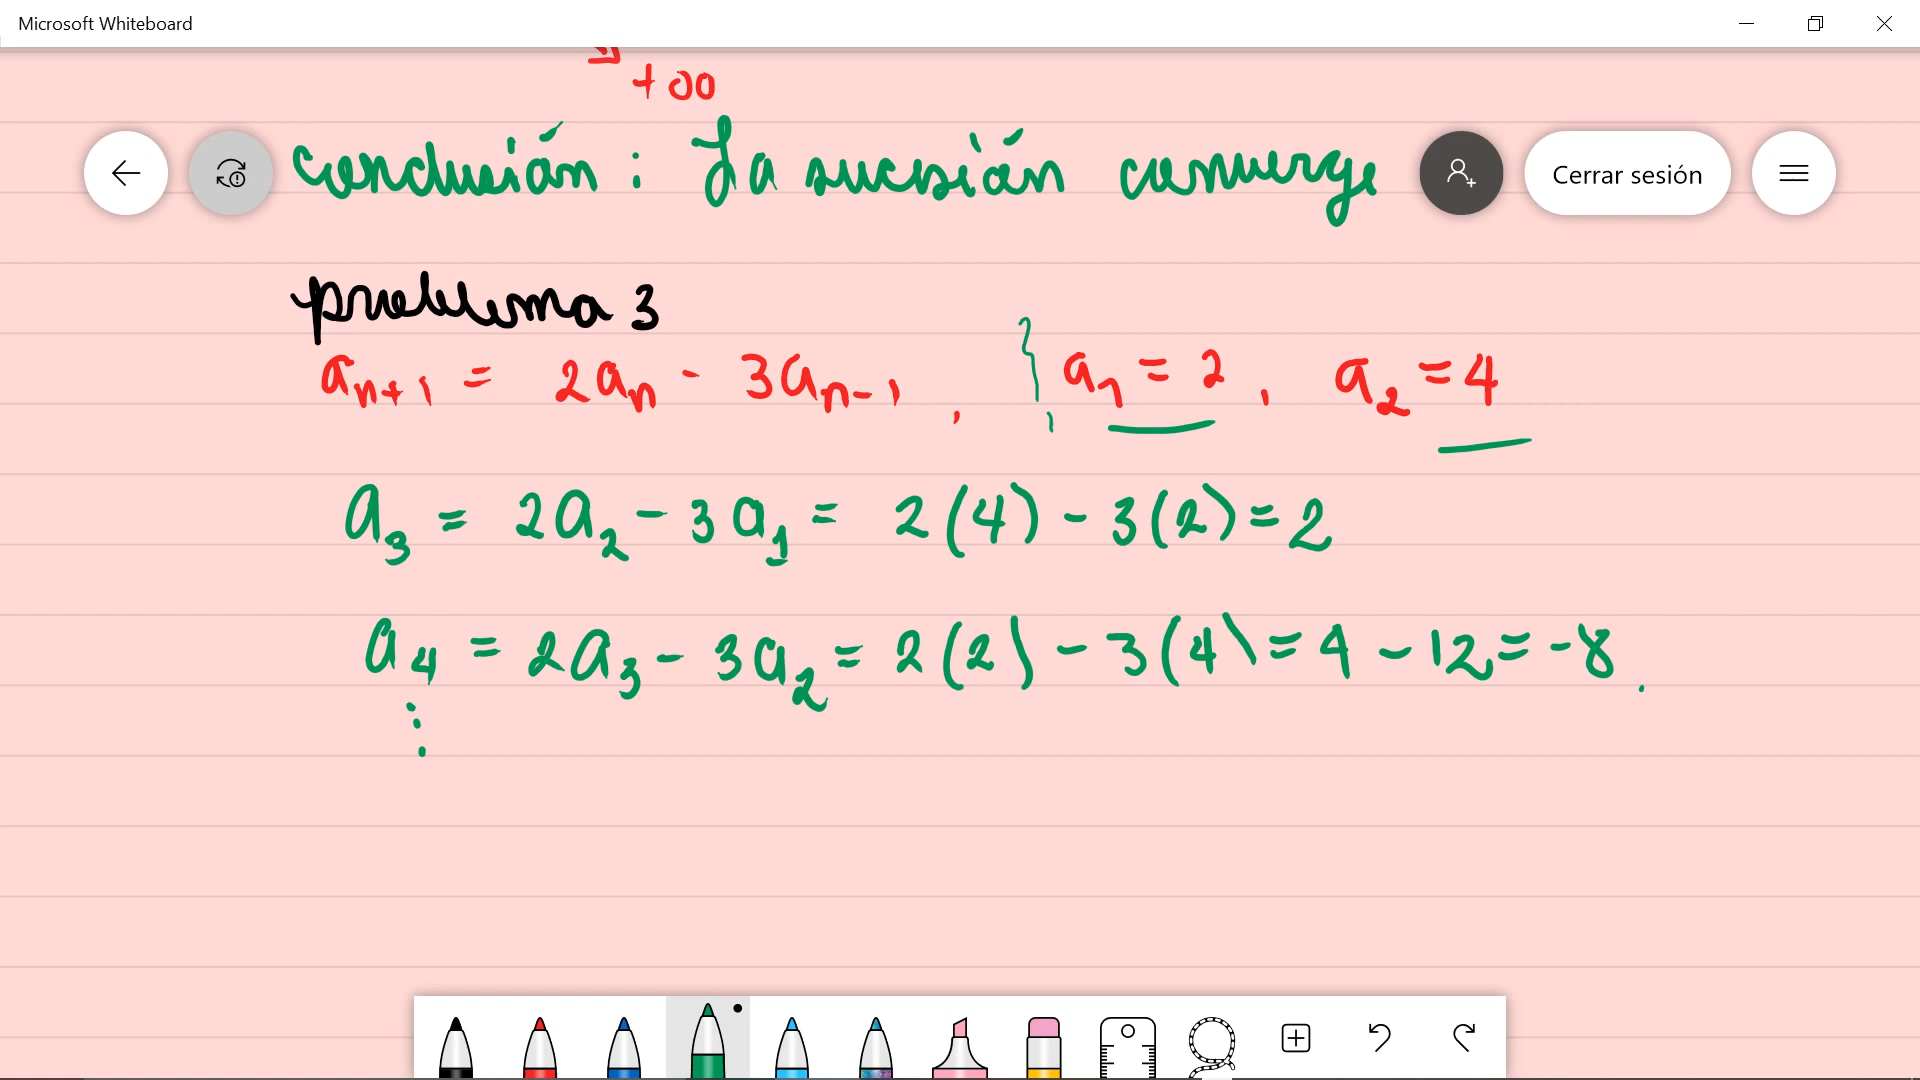 Microsoft Whiteboard
+∞
conclusión : La sucesión converge
Cerrar sesión
problema 3
aₙ₊₁ = 2aₙ - 3aₙ₋₁ , } ; a₁ = 2 , a₂ = 4
a₃ = 2a₂ - 3a₁ = 2(4) - 3(2) = 2
a₄ = 2a₃ - 3a₂ = 2(2) - 3(4) = 4 - 12 = -8 .
⋮